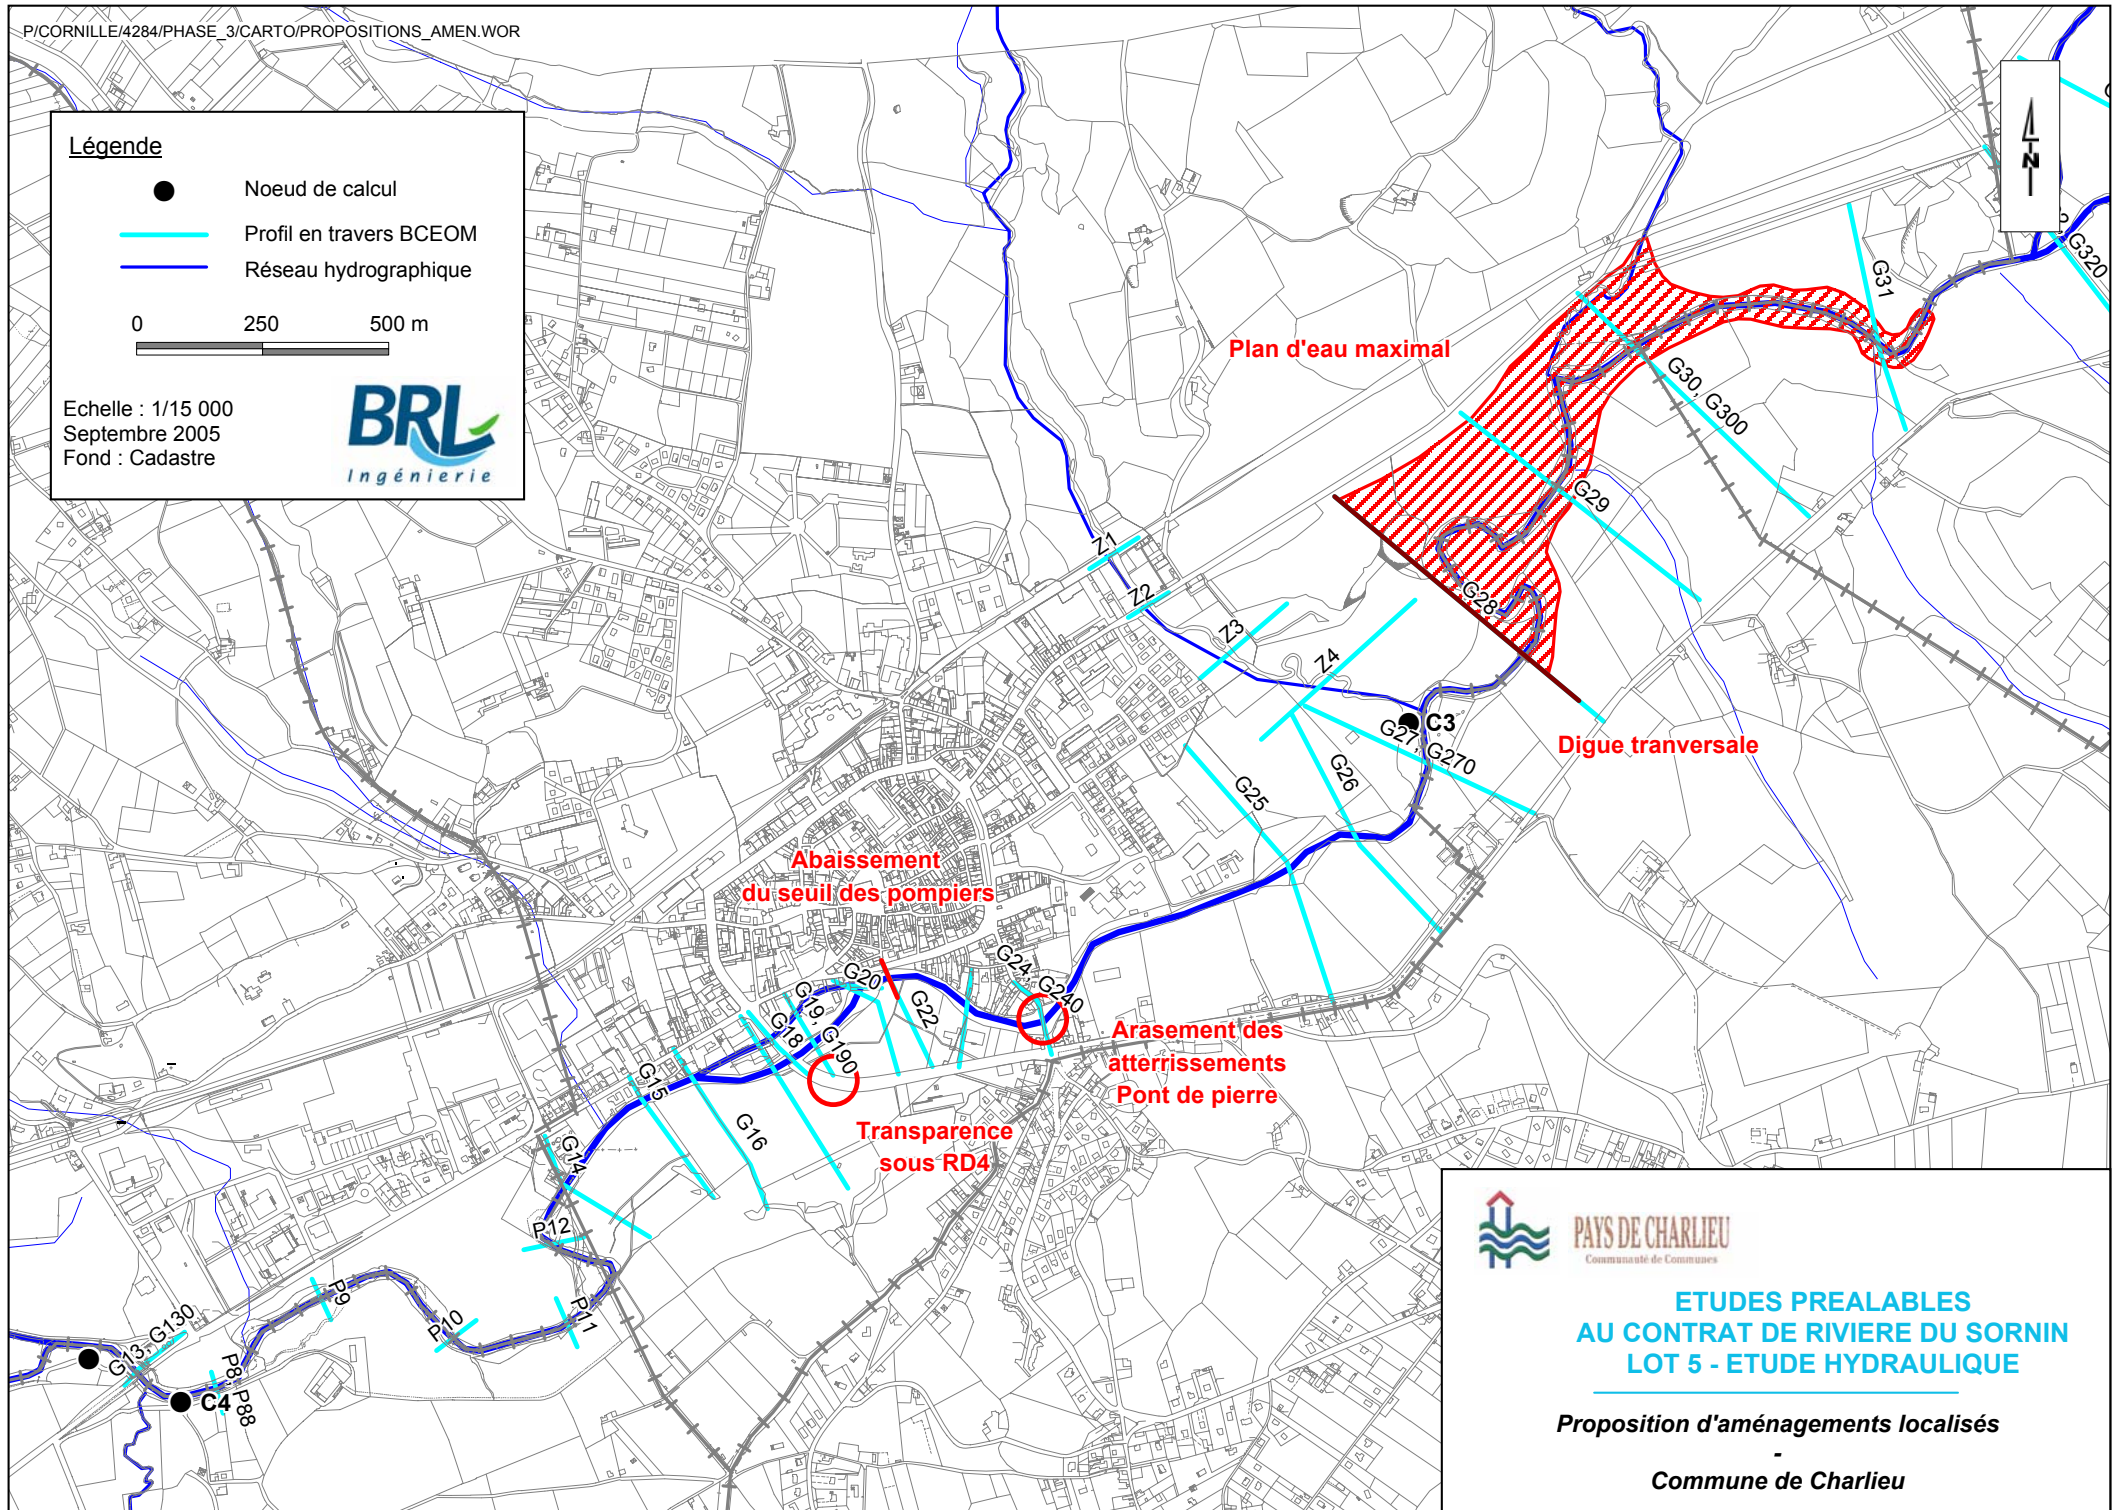 P/CORNILLE/4284/PHASE_3/CARTO/PROPOSITIONS_AMEN.WOR
Légende
Noeud de calcul
Profil en travers BCEOM
Réseau hydrographique
0 250 500 m
Echelle : 1/15 000
Septembre 2005
Fond : Cadastre
BRL
Ingénierie
N
G320
G31
Plan d'eau maximal
G30, G300
G29
G28
Z1
Z2
Z3
Z4
C3
G27, G270
Digue tranversale
G26
G25
Abaissement
du seuil des pompiers
G24, G240
G20
G22
G19, G190
G18
Arasement des
atterrissements
Pont de pierre
G15
G16
Transparence
sous RD4
G14
P12
P11
P10
P9
G13, G130
P8, P88
C4
PAYS DE CHARLIEU
Communauté de Communes
ETUDES PREALABLES
AU CONTRAT DE RIVIERE DU SORNIN
LOT 5 - ETUDE HYDRAULIQUE
Proposition d'aménagements localisés
-
Commune de Charlieu